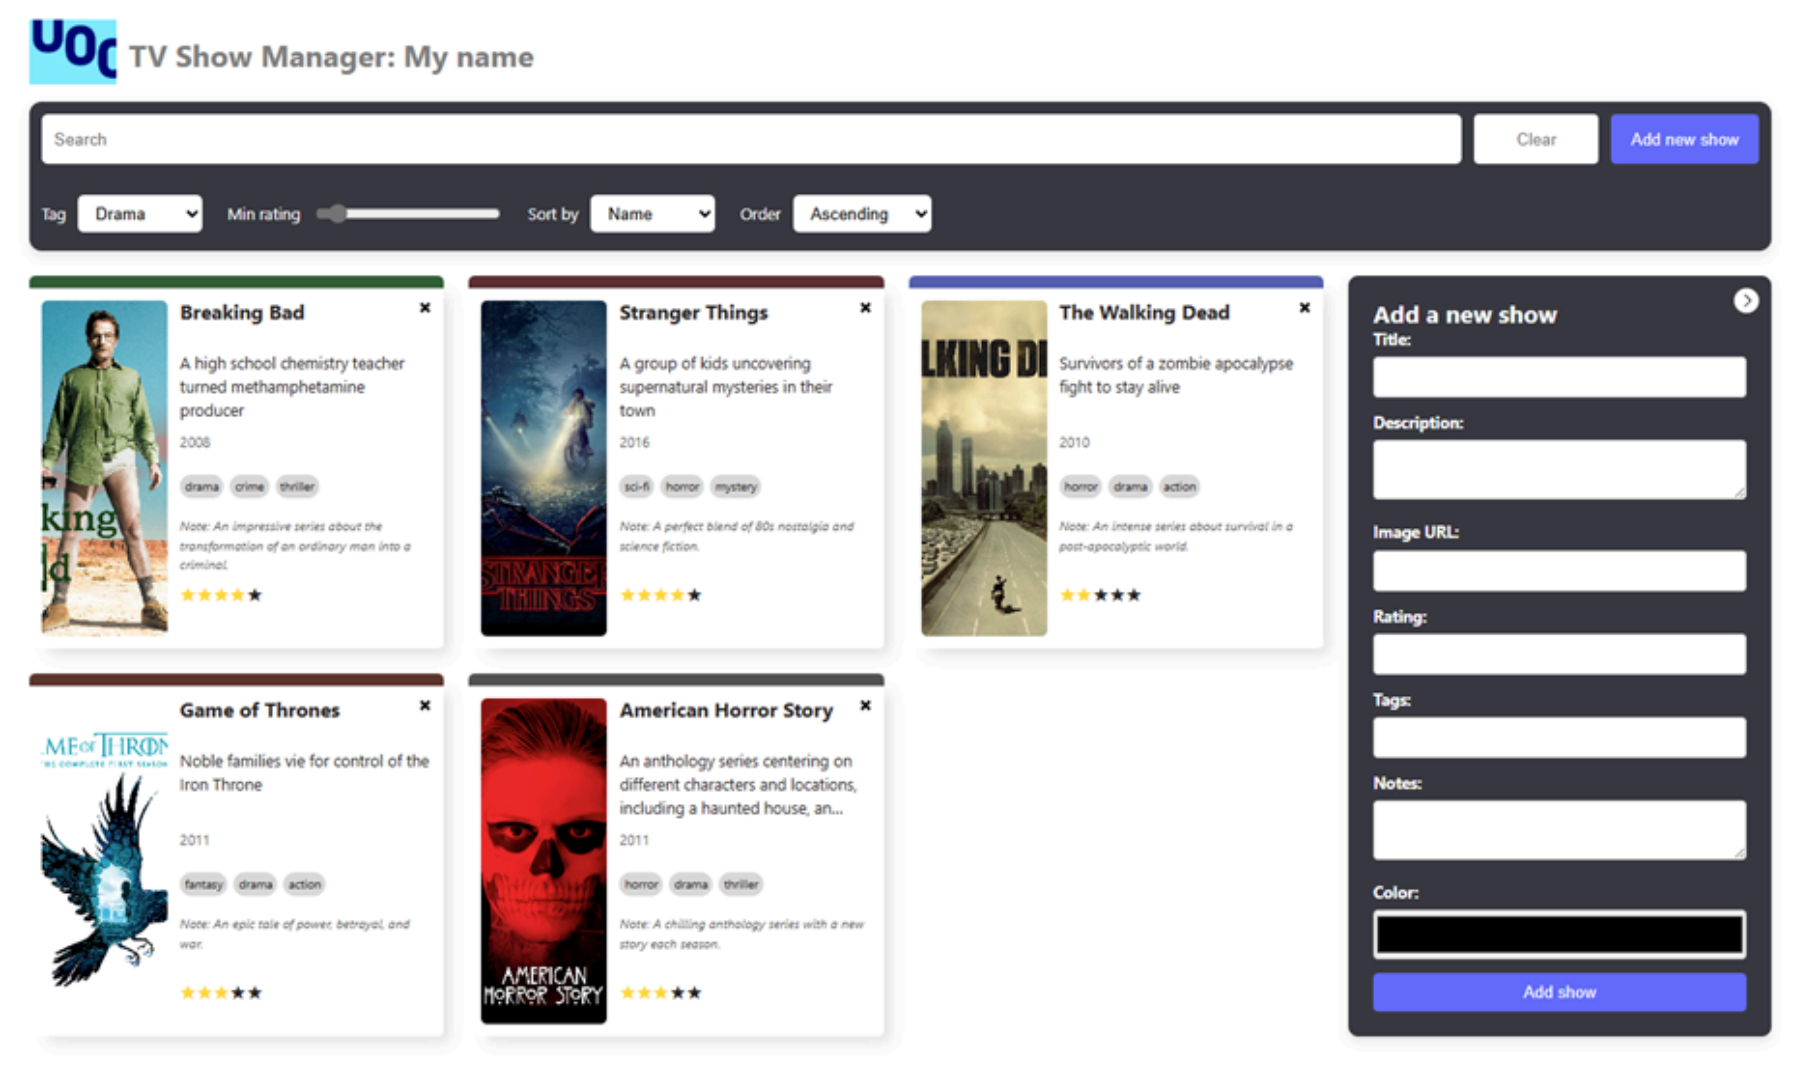 UOC
TV Show Manager: My name
Search
Clear
Add new show
Tag
Drama
Min rating
Sort by
Name
Order
Ascending
Breaking Bad
A high school chemistry teacher
turned methamphetamine
producer
2008
drama crime thriller
Note: An impressive series about the
transformation of an ordinary man into a
criminal.
king
d
Stranger Things
A group of kids uncovering
supernatural mysteries in their
town
2016
sci-fi horror mystery
Note: A perfect blend of 80s nostalgia and
science fiction.
STRANGER
THINGS
The Walking Dead
Survivors of a zombie apocalypse
fight to stay alive
2010
horror drama action
Note: An intense series about survival in a
post-apocalyptic world.
LKING DE
Game of Thrones
Noble families vie for control of the
Iron Throne
2011
fantasy drama action
Note: An epic tale of power, betrayal, and
war.
ME OF THRON
THE COMPLETE FIRST SEASON
American Horror Story
An anthology series centering on
different characters and locations,
including a haunted house, an...
2011
horror drama thriller
Note: A chilling anthology series with a new
story each season.
AMERICAN
HORROR STORY
Add a new show
Title:
Description:
Image URL:
Rating:
Tags:
Notes:
Color:
Add show